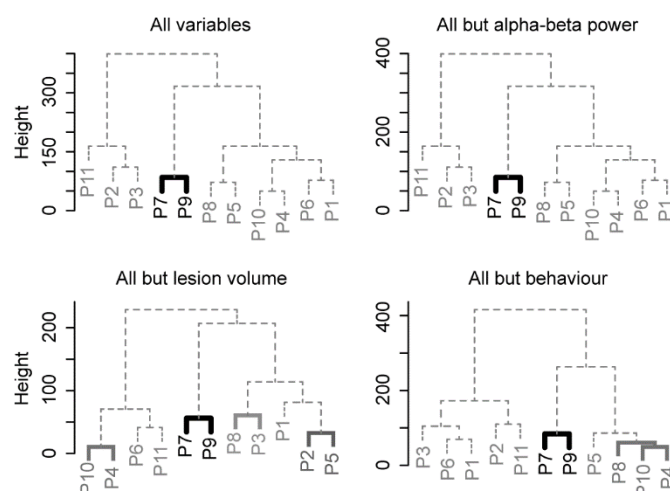 All variables
Height
0
150
300
P11
P2
P3
P7
P9
P8
P5
P10
P4
P6
P1
All but alpha-beta power
0
200
400
P11
P2
P3
P7
P9
P8
P5
P10
P4
P6
P1
All but lesion volume
Height
0
50
100
200
P10
P4
P6
P11
P7
P9
P8
P3
P1
P2
P5
All but behaviour
0
200
400
P3
P6
P1
P2
P11
P7
P9
P5
P8
P10
P4